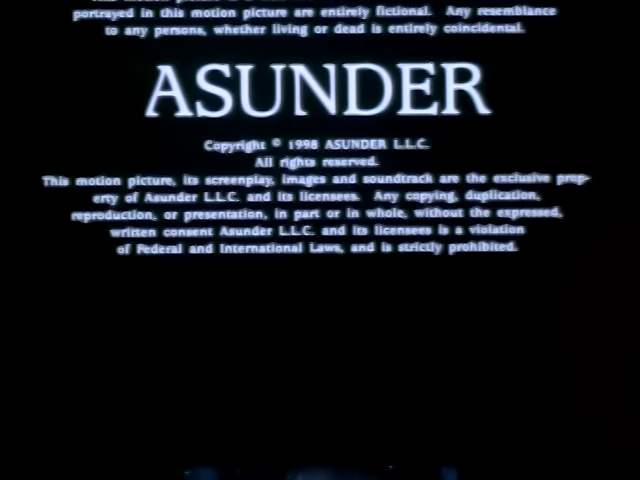 portrayed in this motion picture are entirely fictional. Any resemblance
to any persons, whether living or dead is entirely coincidental.
ASUNDER
Copyright © 1998 ASUNDER L.L.C.
All rights reserved.
This motion picture, its screenplay, images and soundtrack are the exclusive prop-
erty of Asunder L.L.C. and its licensees. Any copying, duplication,
reproduction, or presentation, in part or in whole, without the expressed,
written consent Asunder L.L.C. and its licensees is a violation
of Federal and International Laws, and is strictly prohibited.